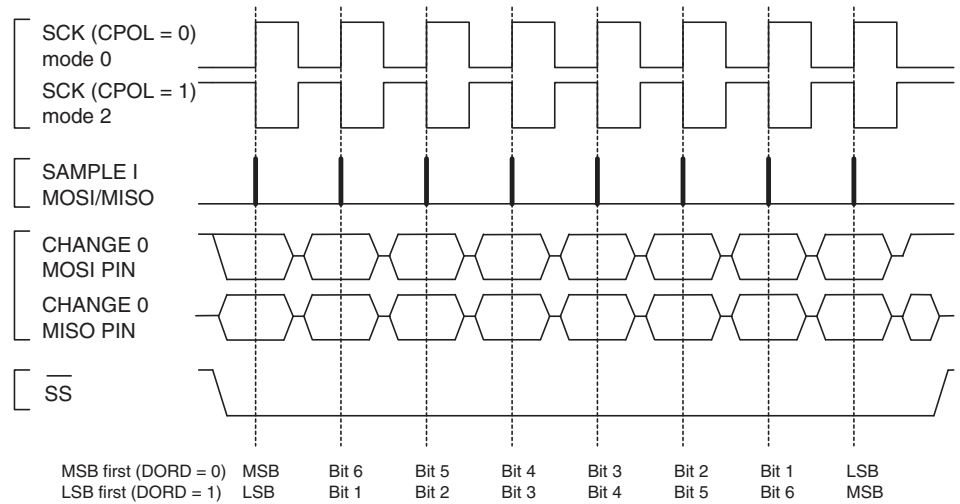 SCK (CPOL = 0)
mode 0
SCK (CPOL = 1)
mode 2
SAMPLE I
MOSI/MISO
CHANGE 0
MOSI PIN
CHANGE 0
MISO PIN
SS
MSB first (DORD = 0) MSB Bit 6 Bit 5 Bit 4 Bit 3 Bit 2 Bit 1 LSB
LSB first (DORD = 1) LSB Bit 1 Bit 2 Bit 3 Bit 4 Bit 5 Bit 6 MSB